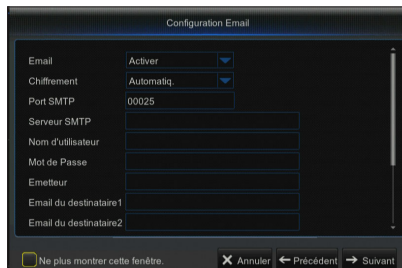 Configuration Email
Email Activer
Chiffrement Automatiq.
Port SMTP 00025
Serveur SMTP
Nom d'utilisateur
Mot de Passe
Emetteur
Email du destinataire1
Email du destinataire2
Ne plus montrer cette fenêtre. Annuler Précédent Suivant